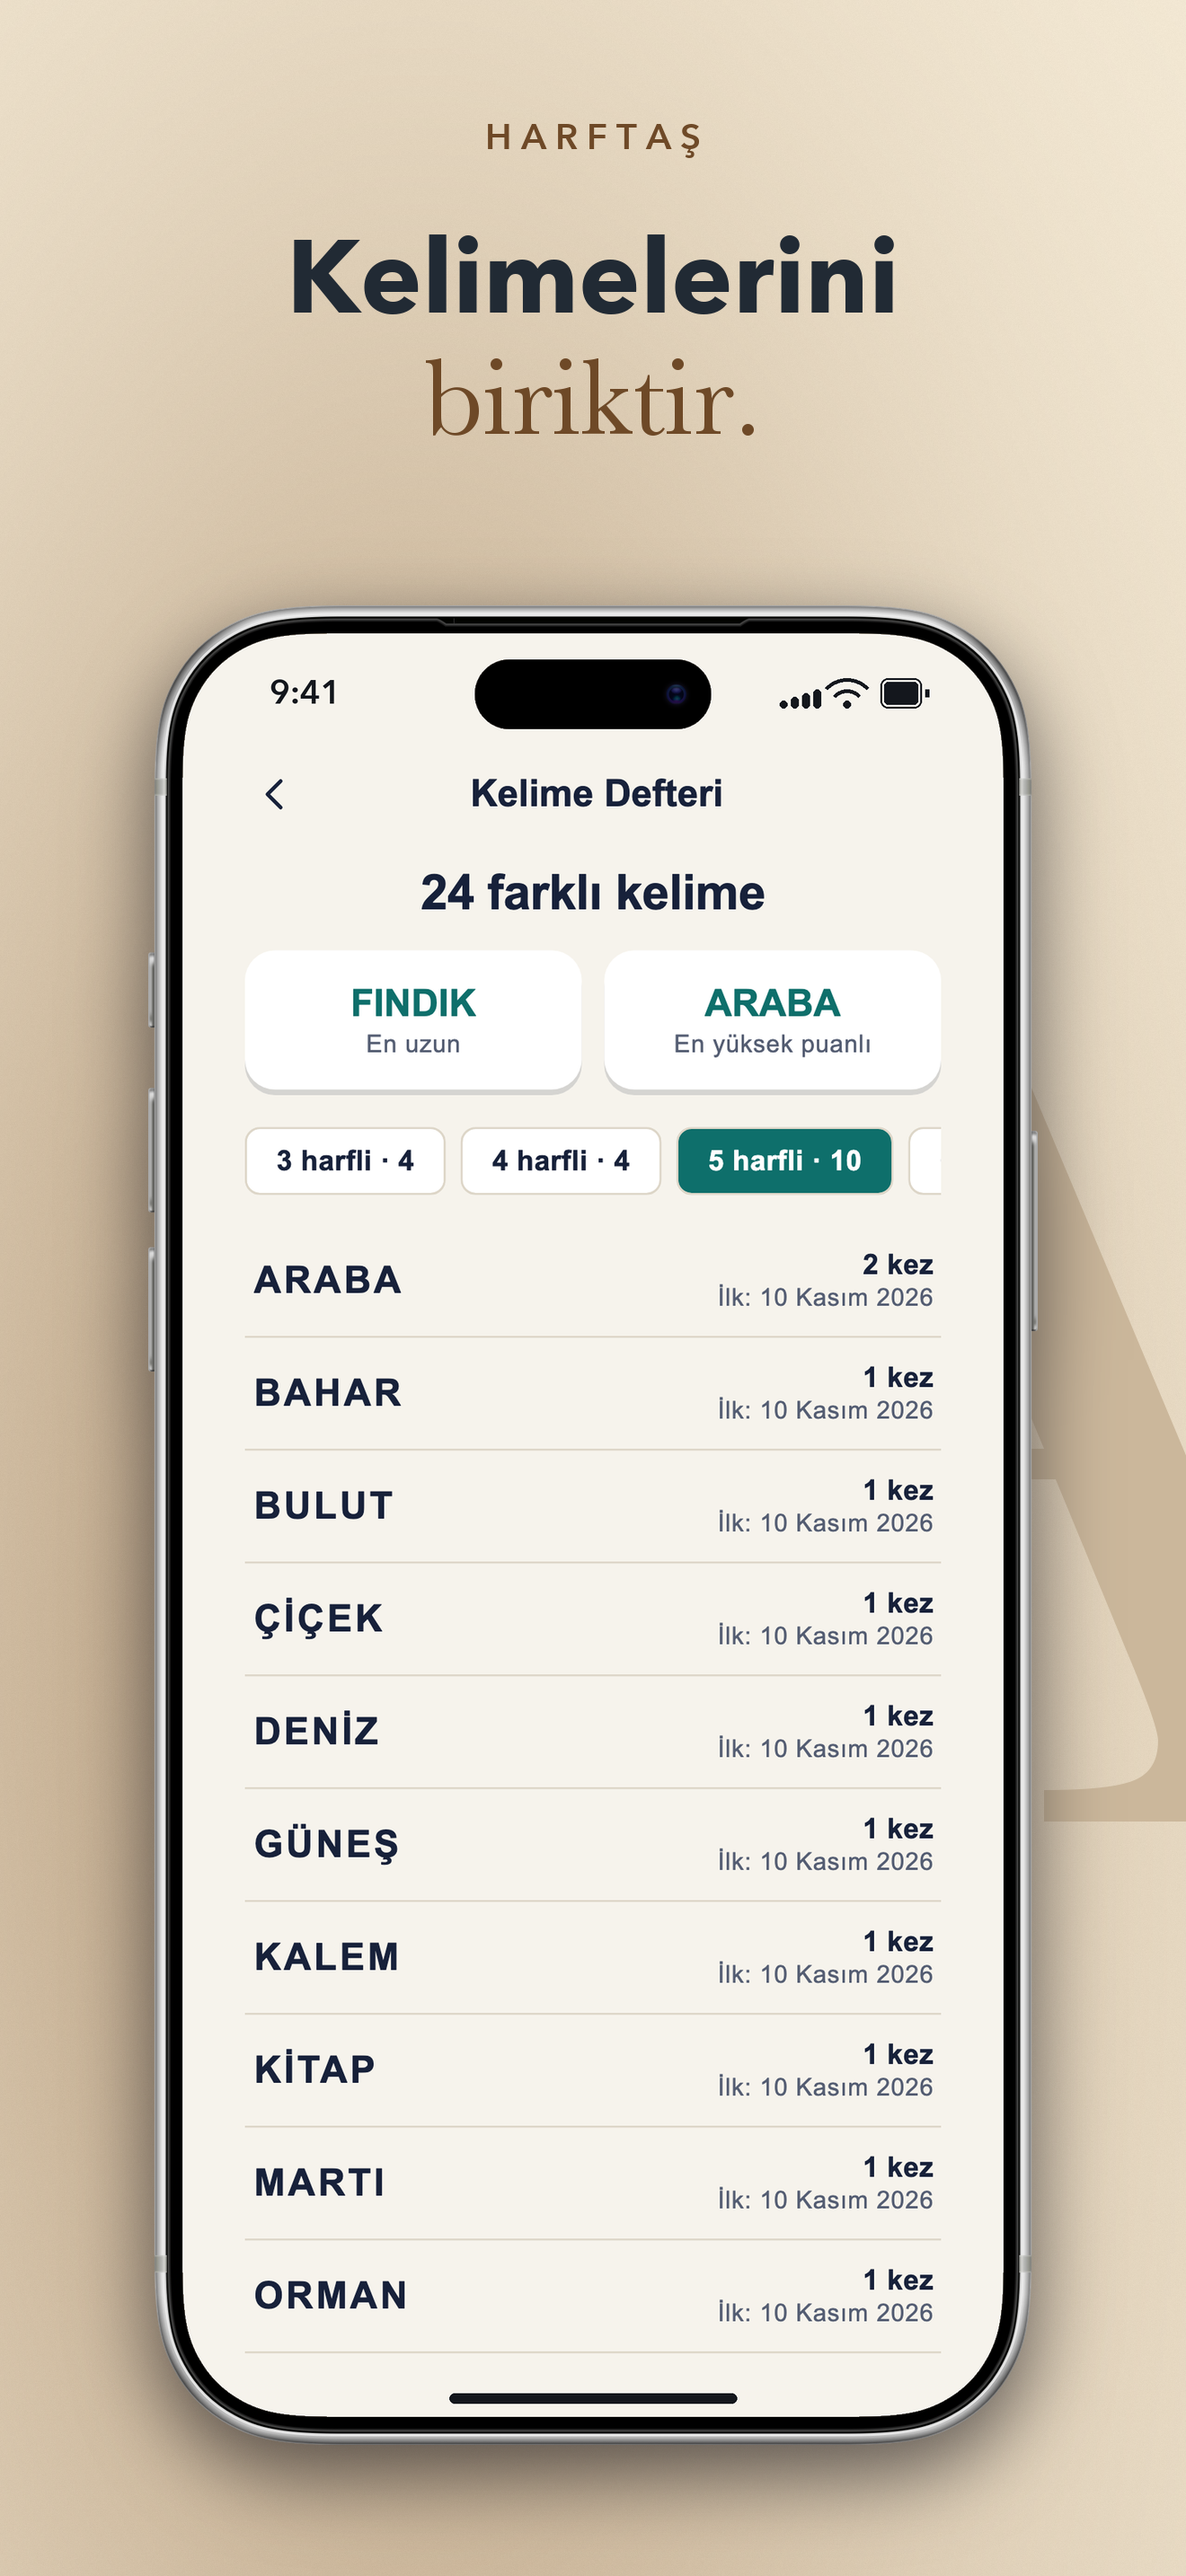 HARFTAŞ
Kelimelerini
biriktir.
9:41
Kelime Defteri
24 farklı kelime
FINDIK
En uzun
ARABA
En yüksek puanlı
3 harfli · 4
4 harfli · 4
5 harfli · 10
ARABA
2 kez
İlk: 10 Kasım 2026
BAHAR
1 kez
İlk: 10 Kasım 2026
BULUT
1 kez
İlk: 10 Kasım 2026
ÇİÇEK
1 kez
İlk: 10 Kasım 2026
DENİZ
1 kez
İlk: 10 Kasım 2026
GÜNEŞ
1 kez
İlk: 10 Kasım 2026
KALEM
1 kez
İlk: 10 Kasım 2026
KİTAP
1 kez
İlk: 10 Kasım 2026
MARTI
1 kez
İlk: 10 Kasım 2026
ORMAN
1 kez
İlk: 10 Kasım 2026